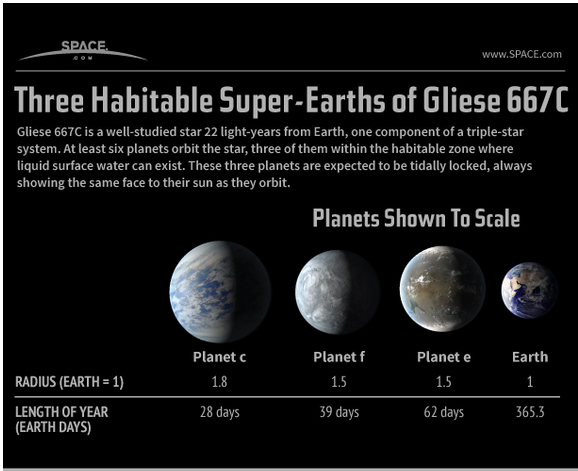 SPACE
.COM
www.SPACE.com
Three Habitable Super-Earths of Gliese 667C
Gliese 667C is a well-studied star 22 light-years from Earth, one component of a triple-star
system. At least six planets orbit the star, three of them within the habitable zone where
liquid surface water can exist. These three planets are expected to be tidally locked, always
showing the same face to their sun as they orbit.
Planets Shown To Scale
Planet c Planet f Planet e Earth
RADIUS (EARTH = 1) 1.8 1.5 1.5 1
LENGTH OF YEAR 28 days 39 days 62 days 365.3
(EARTH DAYS)